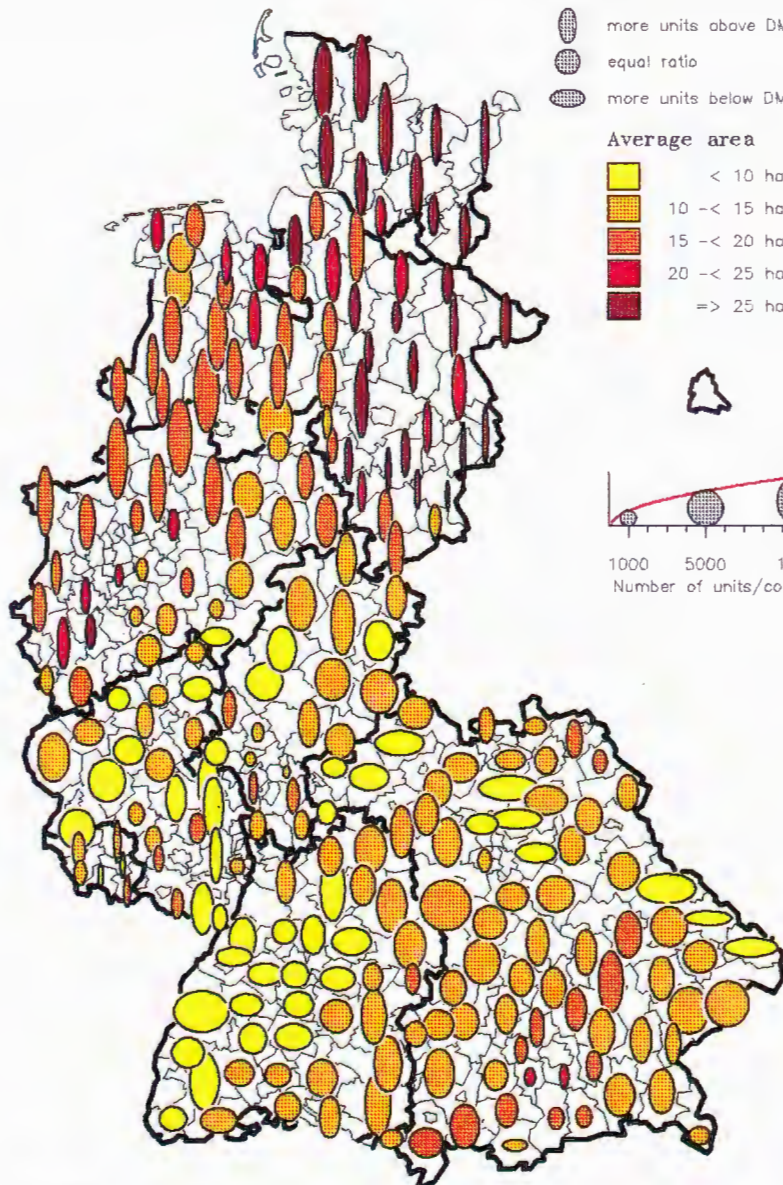 more units above DM
equal ratio
more units below DM
Average area
< 10 ha
10 -< 15 ha
15 -< 20 ha
20 -< 25 ha
=> 25 ha
1000 5000 1
Number of units/co